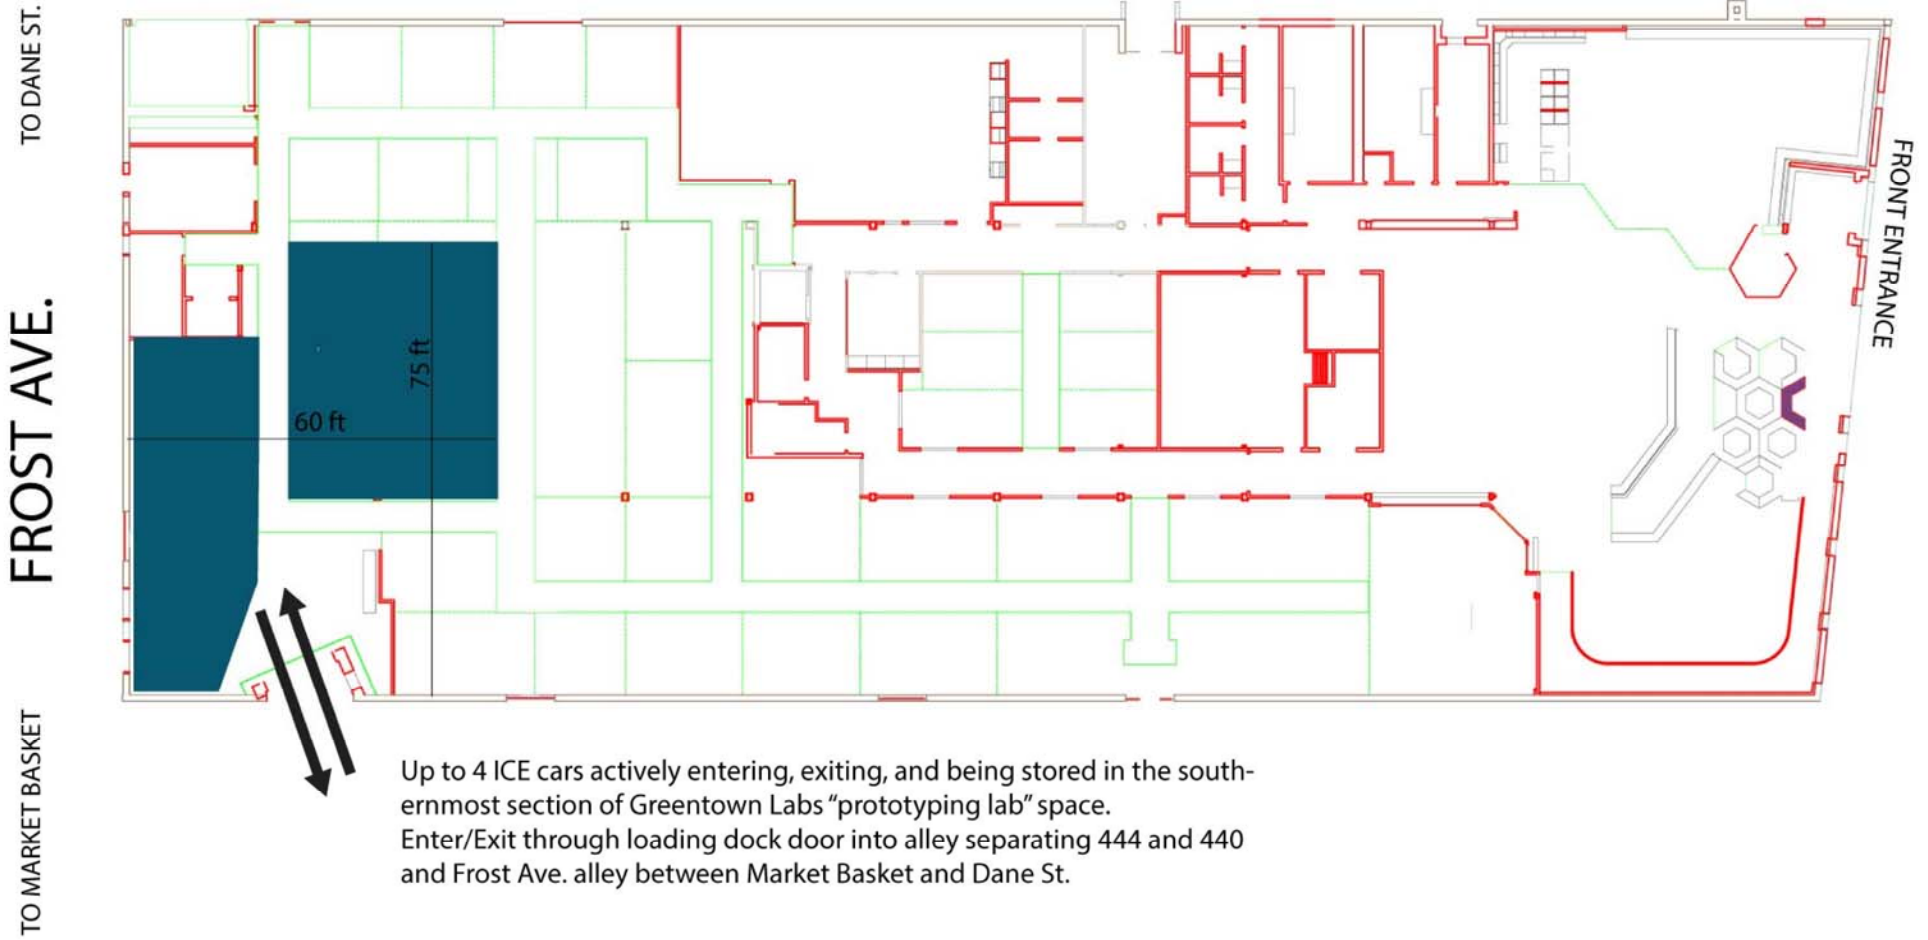 TO DANE ST.
FROST AVE.
TO MARKET BASKET
FRONT ENTRANCE
75 ft
60 ft
Up to 4 ICE cars actively entering, exiting, and being stored in the south-
ernmost section of Greentown Labs “prototyping lab” space.
Enter/Exit through loading dock door into alley separating 444 and 440
and Frost Ave. alley between Market Basket and Dane St.